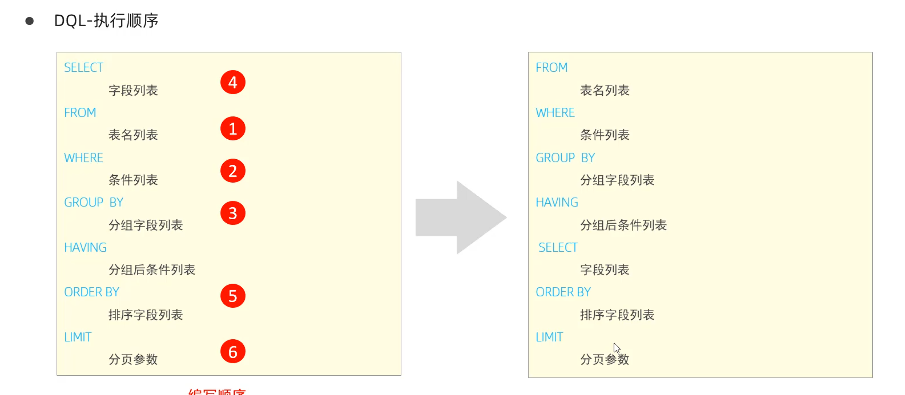 ● DQL-执行顺序
SELECT
字段列表
4
FROM
表名列表
1
WHERE
条件列表
2
GROUP BY
分组字段列表
3
HAVING
分组后条件列表
ORDER BY
排序字段列表
5
LIMIT
分页参数
6
编写顺序
FROM
表名列表
WHERE
条件列表
GROUP BY
分组字段列表
HAVING
分组后条件列表
SELECT
字段列表
ORDER BY
排序字段列表
LIMIT
分页参数